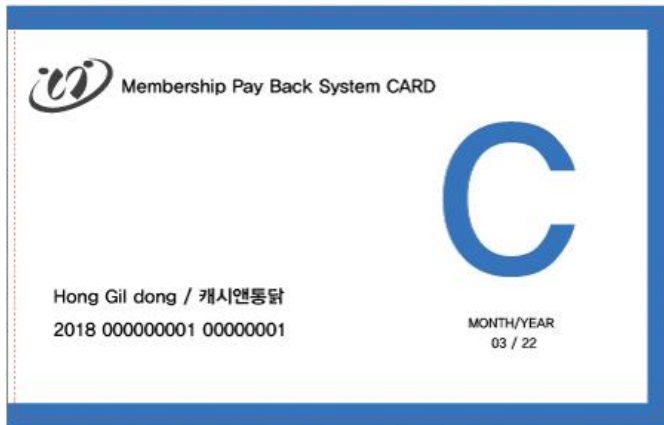 Membership Pay Back System CARD
C
Hong Gil dong / 캐시앤통닭
2018 000000001 00000001
MONTH/YEAR
03 / 22